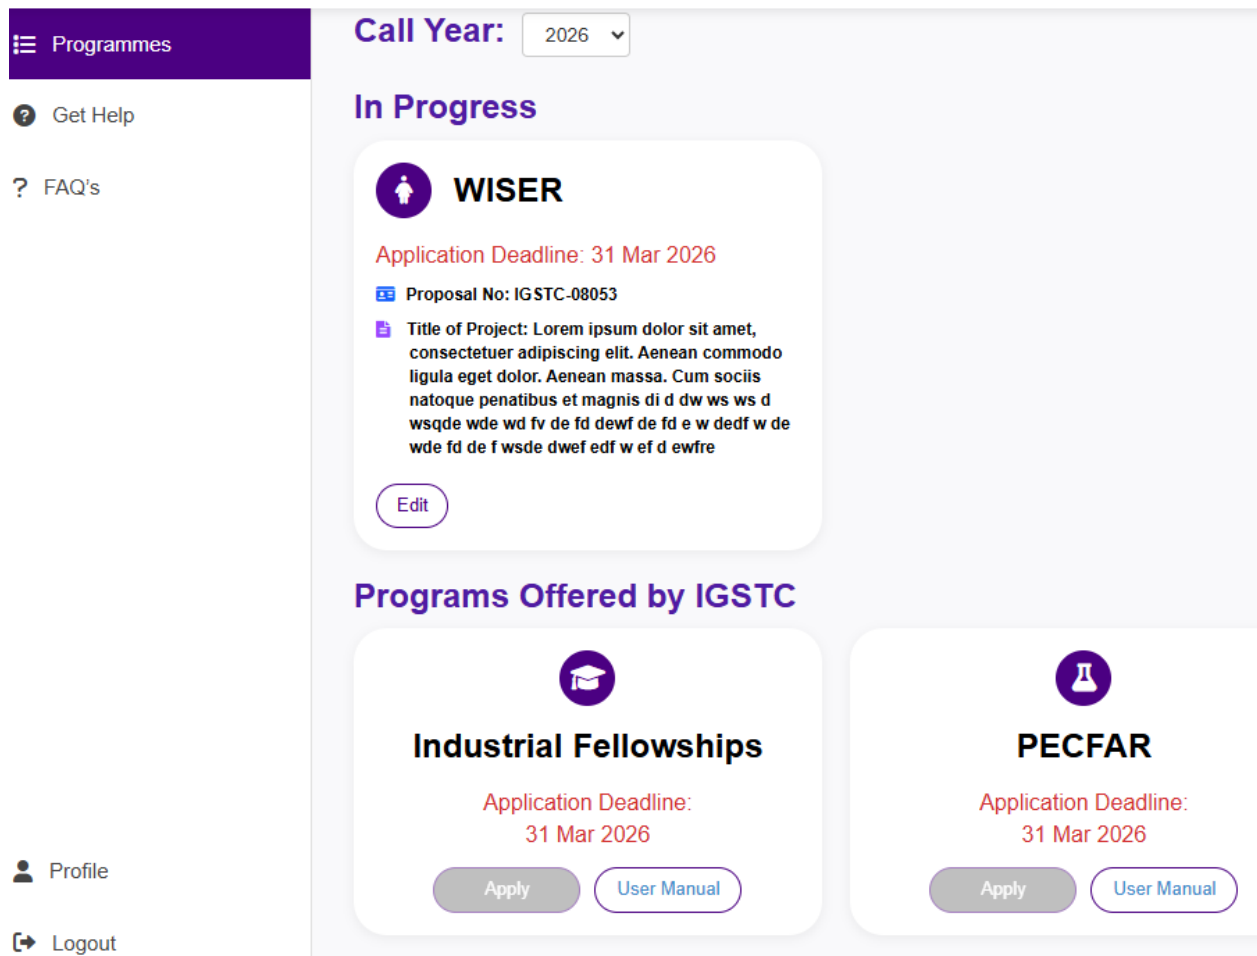 Programmes
Get Help
? FAQ's
Profile
Logout
Call Year: 2026
In Progress
WISER
Application Deadline: 31 Mar 2026
Proposal No: IGSTC-08053
Title of Project: Lorem ipsum dolor sit amet,
consectetuer adipiscing elit. Aenean commodo
ligula eget dolor. Aenean massa. Cum sociis
natoque penatibus et magnis di d dw ws ws d
wsqde wde wd fv de fd dewf de fd e w dedf w de
wde fd de f wsde dwef edf w ef d ewfre
Edit
Programs Offered by IGSTC
Industrial Fellowships
Application Deadline:
31 Mar 2026
Apply User Manual
PECFAR
Application Deadline:
31 Mar 2026
Apply User Manual